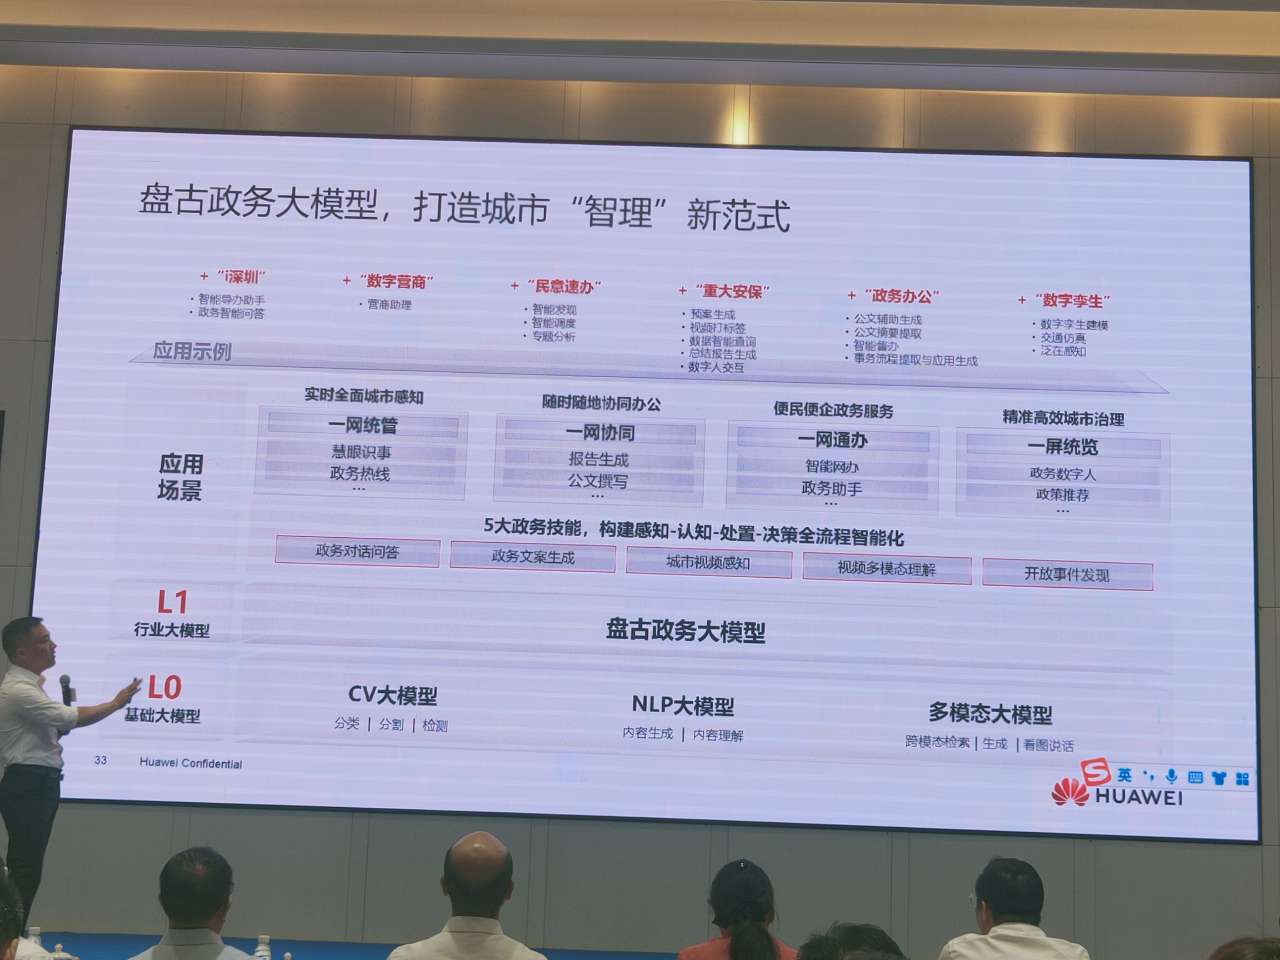 盘古政务大模型，打造城市“智理”新范式
+ “i深圳”
• 智能导办助手
• 政务智能问答
+ “数字营商”
• 营商助理
+ “民意速办”
• 智能发现
• 智能调度
• 专题分析
+ “重大安保”
• 预案生成
• 视频打标签
• 数据智能查询
• 总结报告生成
• 数字人交互
+ “政务办公”
• 公文辅助生成
• 公文摘要提取
• 智能督办
• 事务流程提取与应用生成
+ “数字孪生”
• 数字孪生建模
• 交通仿真
• 泛在感知
应用示例
应用
场景
实时全面城市感知
一网统管
慧眼识事
政务热线
...
随时随地协同办公
一网协同
报告生成
公文撰写
...
便民便企政务服务
一网通办
智能网办
政务助手
...
精准高效城市治理
一屏统览
政务数字人
政策推荐
...
5大政务技能，构建感知-认知-处置-决策全流程智能化
政务对话问答
政务文案生成
城市视频感知
视频多模态理解
开放事件发现
L1
行业大模型
盘古政务大模型
L0
基础大模型
CV大模型
分类 | 分割 | 检测
NLP大模型
内容生成 | 内容理解
多模态大模型
跨模态检索 | 生成 | 看图说话
33 Huawei Confidential
S 英
HUAWEI